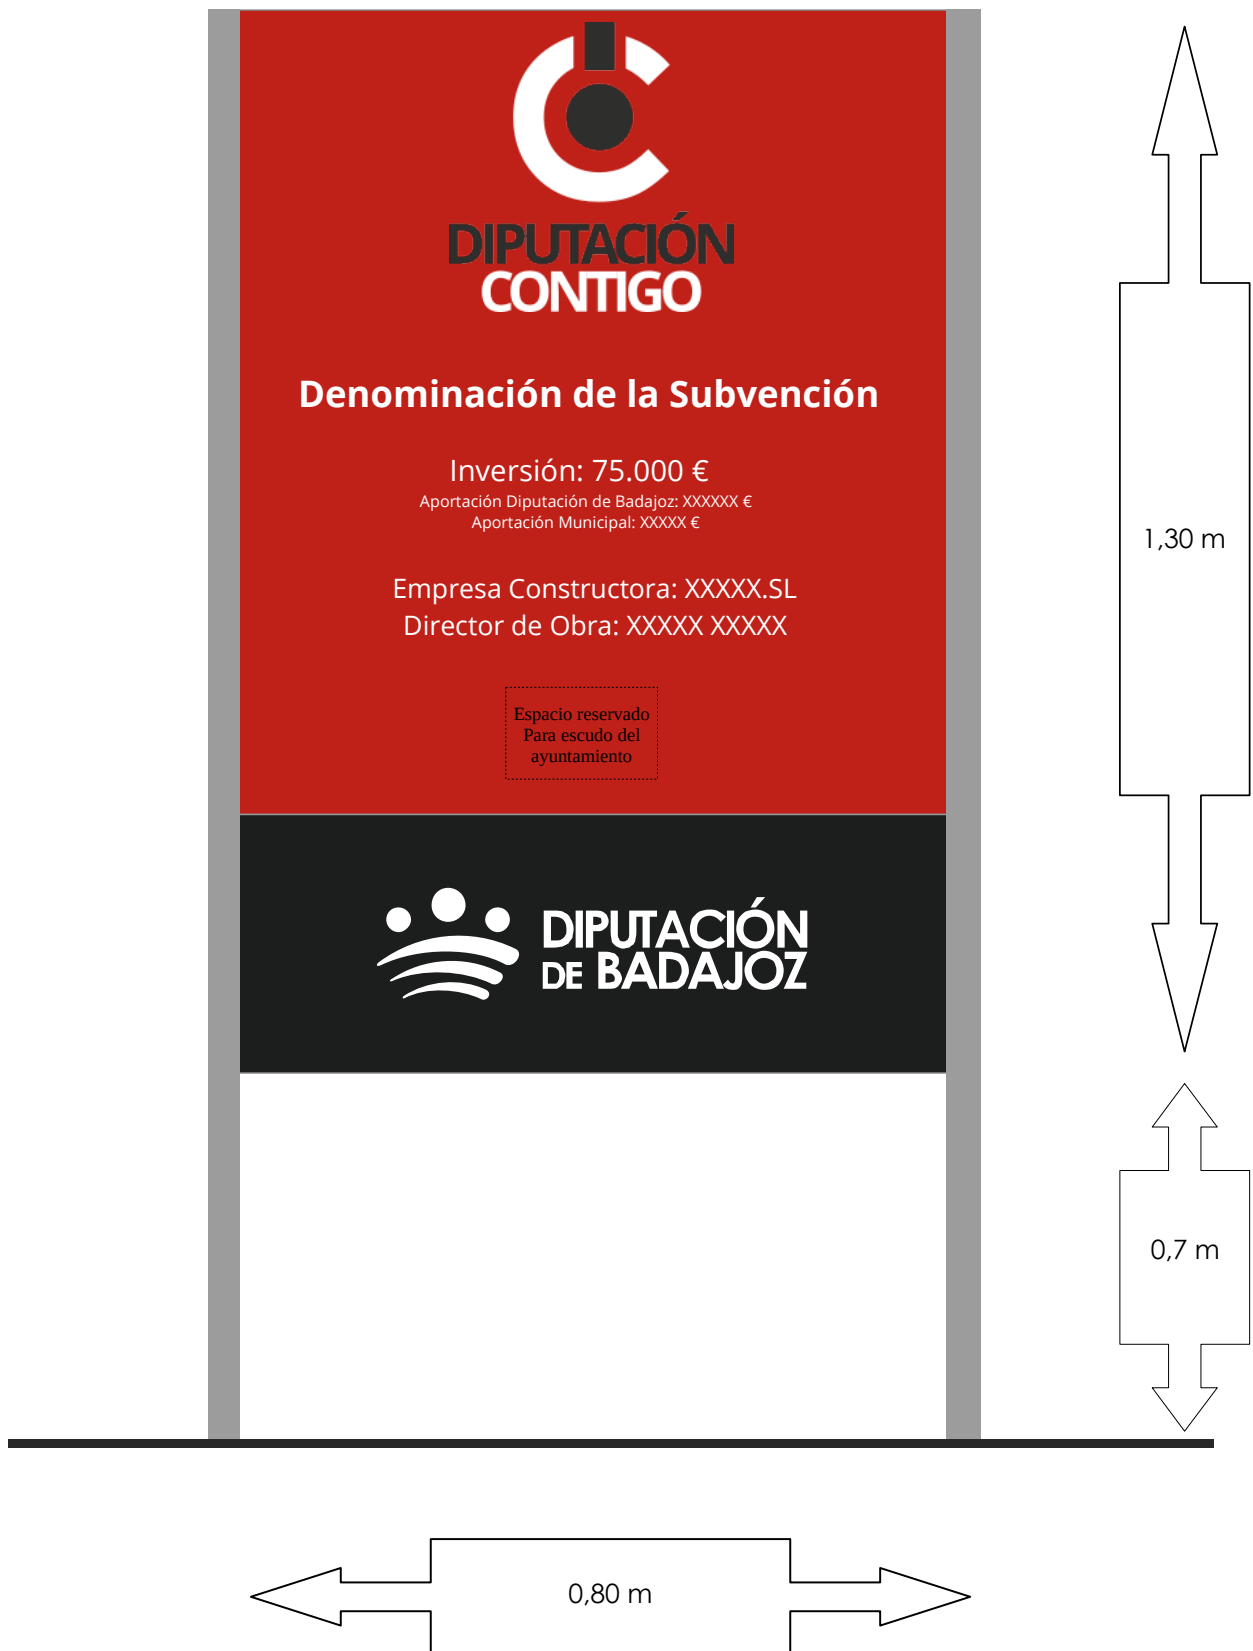 DIPUTACIÓN
CONTIGO
Denominación de la Subvención
Inversión: 75.000 €
Aportación Diputación de Badajoz: XXXXXX €
Aportación Municipal: XXXXX €
Empresa Constructora: XXXXX.SL
Director de Obra: XXXXX XXXXX
Espacio reservado
Para escudo del
ayuntamiento
DIPUTACIÓN
DE BADAJOZ
1,30 m
0,7 m
0,80 m